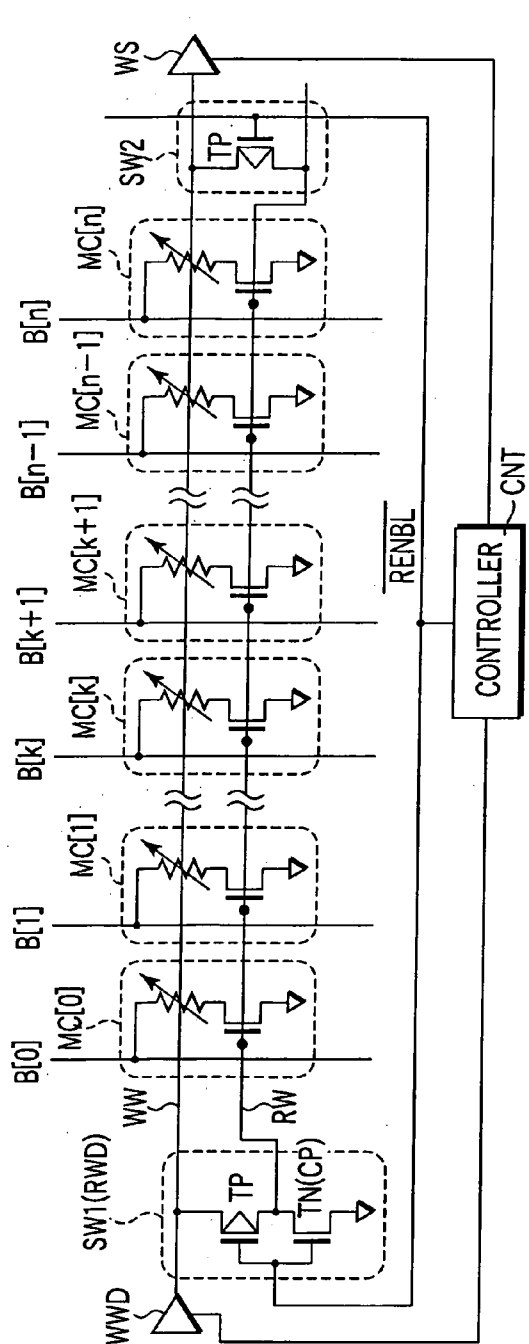 WWD
SW1(RWD)
TP
TN(CP)
WW
RW
B[0]
MC[0]
B[1]
MC[1]
B[k]
MC[k]
B[k+1]
MC[k+1]
B[n-1]
MC[n-1]
B[n]
MC[n]
SW2
TP
WS
RENBL
CONTROLLER
CNT